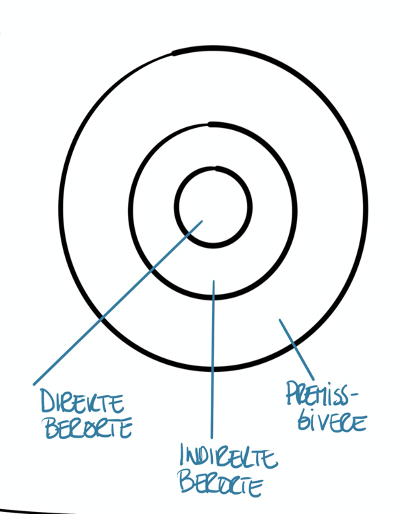 DIREKTE
BERØRTE
INDIREKTE
BERØRTE
PREMISS-
GIVERE